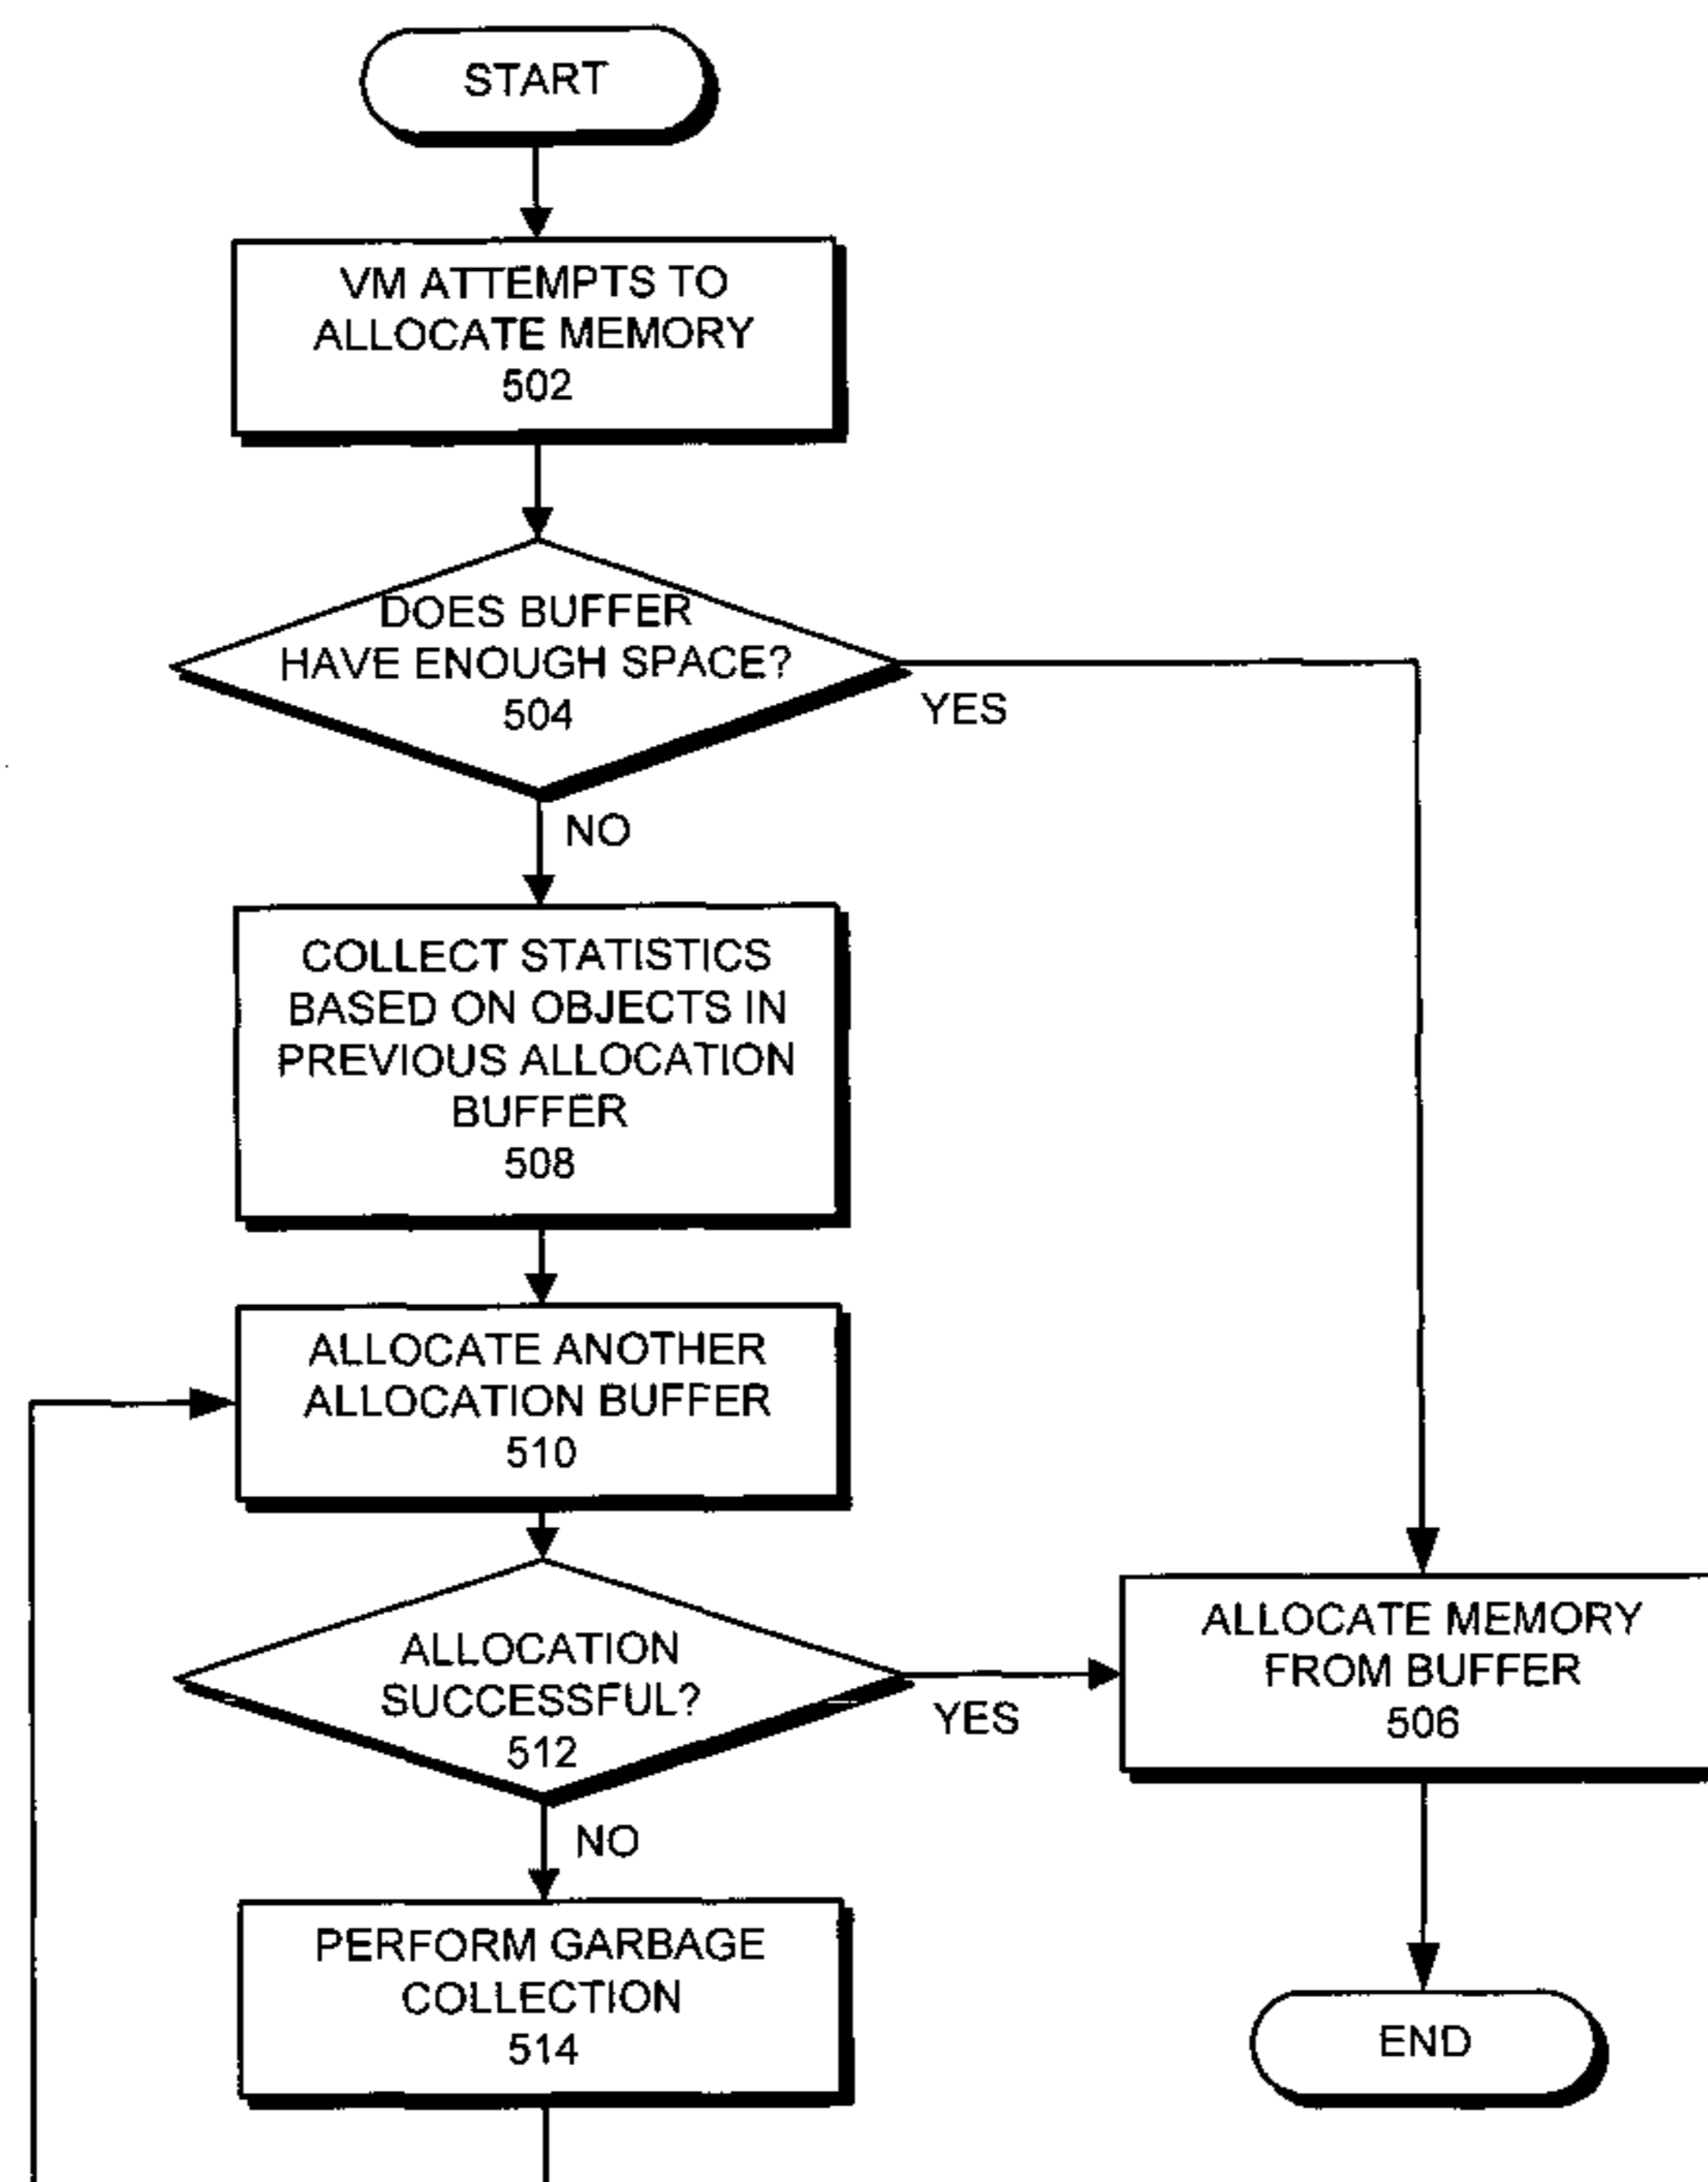 START
VM ATTEMPTS TO
ALLOCATE MEMORY
502
DOES BUFFER
HAVE ENOUGH SPACE?
504
YES
NO
COLLECT STATISTICS
BASED ON OBJECTS IN
PREVIOUS ALLOCATION
BUFFER
508
ALLOCATE ANOTHER
ALLOCATION BUFFER
510
ALLOCATION
SUCCESSFUL?
512
YES
NO
ALLOCATE MEMORY
FROM BUFFER
506
PERFORM GARBAGE
COLLECTION
514
END